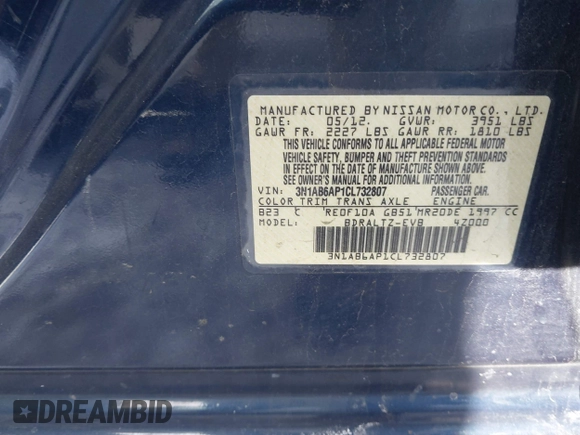 MANUFACTURED BY NISSAN MOTOR CO., LTD.
DATE: 05/12. GVWR: 3951 LBS
GAWR FR: 2227 LBS GAWR RR: 1810 LBS
THIS VEHICLE CONFORMS TO ALL APPLICABLE FEDERAL MOTOR
VEHICLE SAFETY, BUMPER AND THEFT PREVENTION STANDARDS
IN EFFECT ON THE DATE OF MANUFACTURE SHOWN ABOVE.
SEE OWNER'S MANUAL FOR ADDITIONAL INFORMATION.
VIN: 3N1AB6AP1CL732807 PASSENGER CAR.
COLOR TRIM TRANS AXLE ENGINE
B23 C RE0F10A GB51 MR20DE 1997 CC
MODEL: BDRALTZ-EVB 4Z000
3N1AB6AP1CL732807
DREAMBID